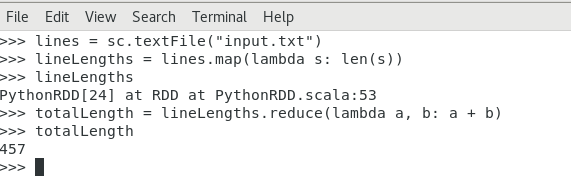 File Edit View Search Terminal Help
>>> lines = sc.textFile("input.txt")
>>> lineLengths = lines.map(lambda s: len(s))
>>> lineLengths
PythonRDD[24] at RDD at PythonRDD.scala:53
>>> totalLength = lineLengths.reduce(lambda a, b: a + b)
>>> totalLength
457
>>>